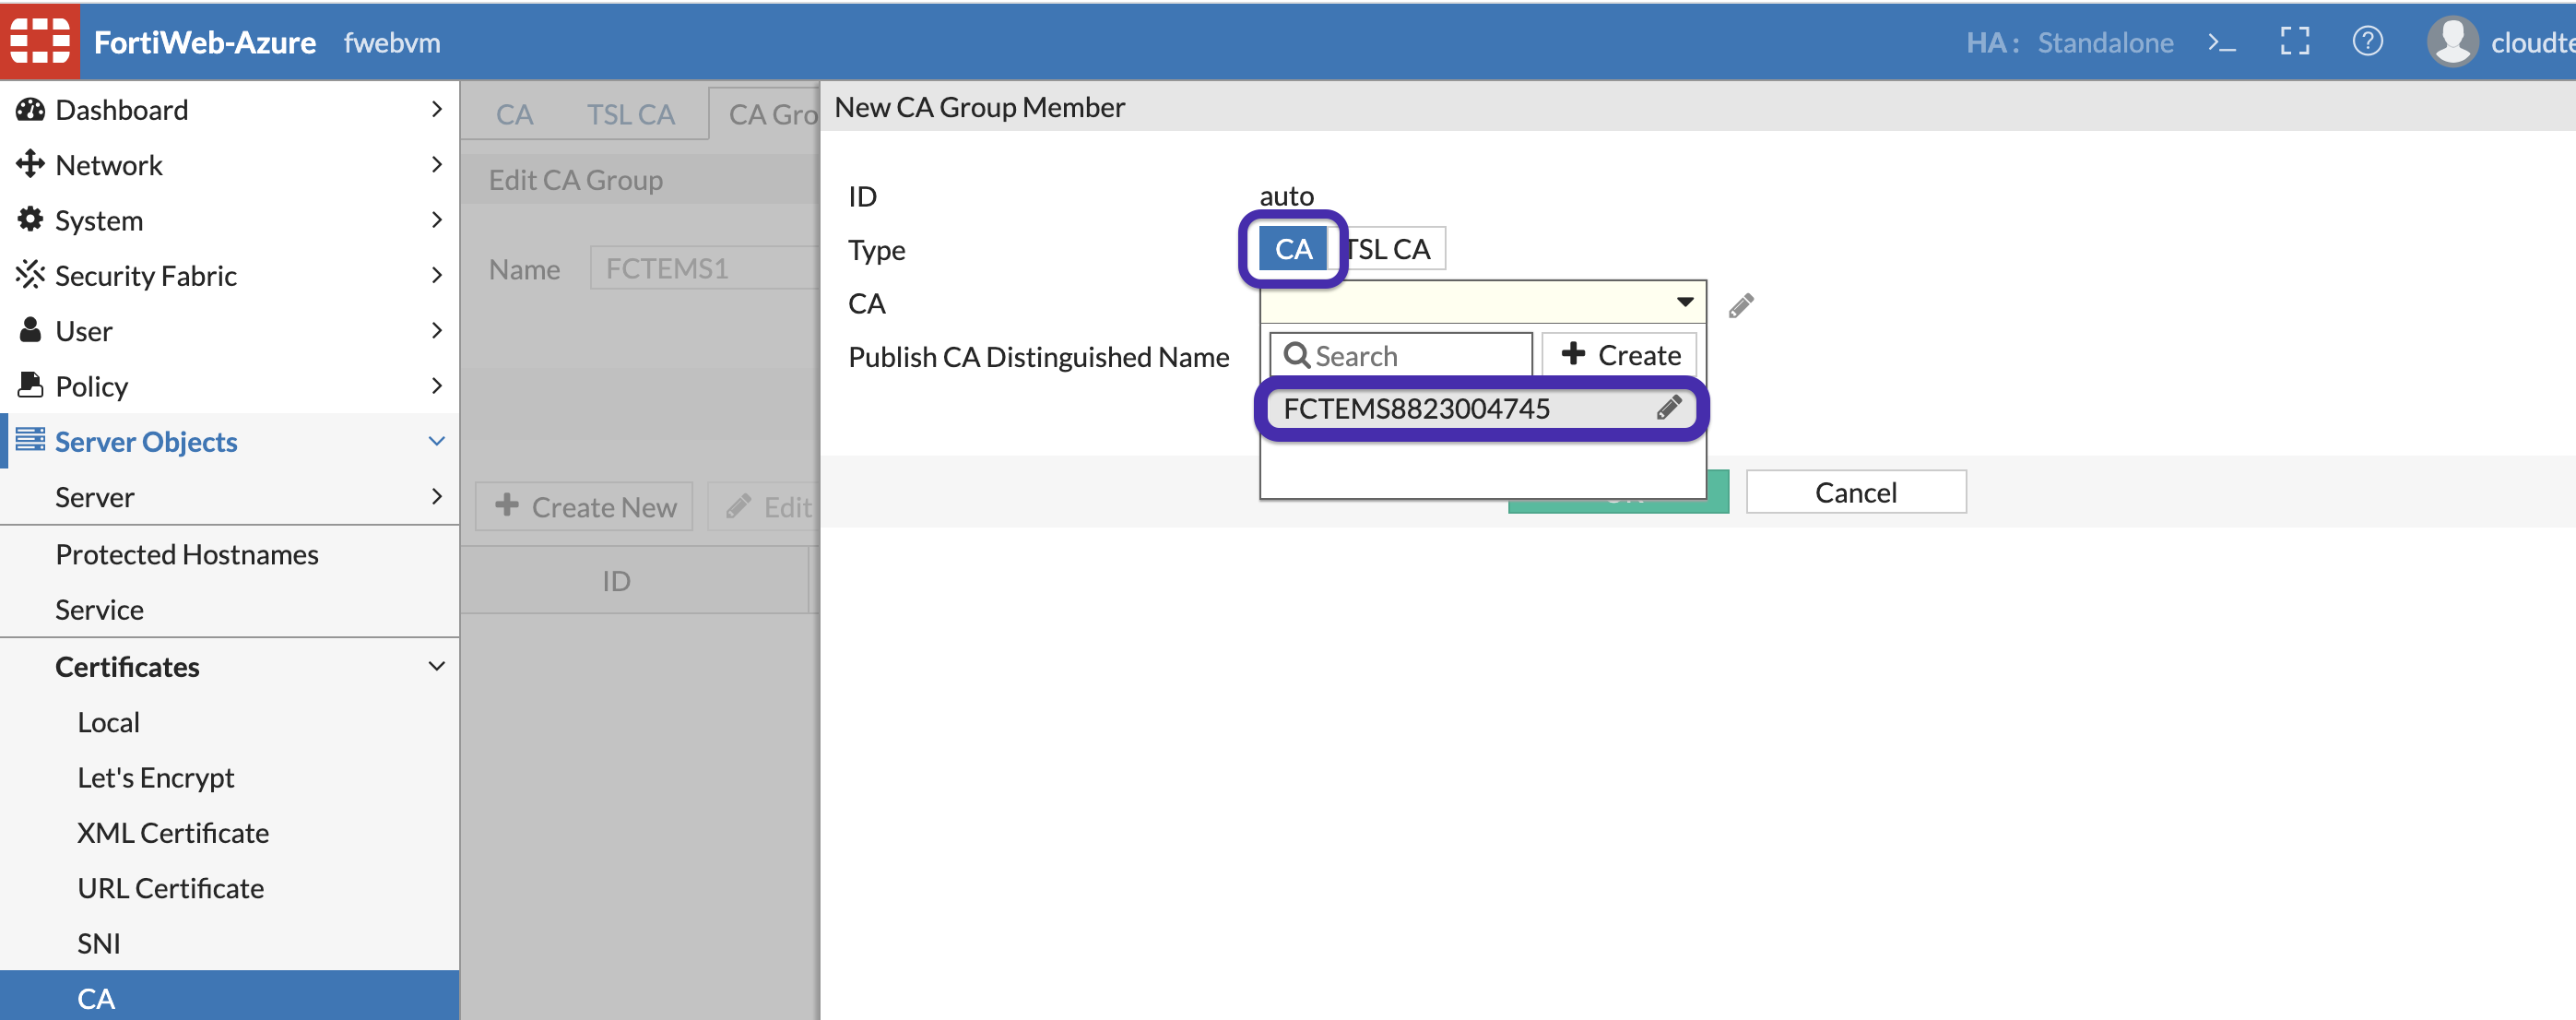 FortiWeb-Azure fwebvm HA: Standalone cloudte
Dashboard
Network
System
Security Fabric
User
Policy
Server Objects
Server
Protected Hostnames
Service
Certificates
Local
Let's Encrypt
XML Certificate
URL Certificate
SNI
CA
CA TSL CA CA Gro
Edit CA Group
Name FCTEMS1
Create New Edit
ID
New CA Group Member
ID auto
Type CA TSL CA
CA
Publish CA Distinguished Name
Search Create
FCTEMS8823004745
Cancel